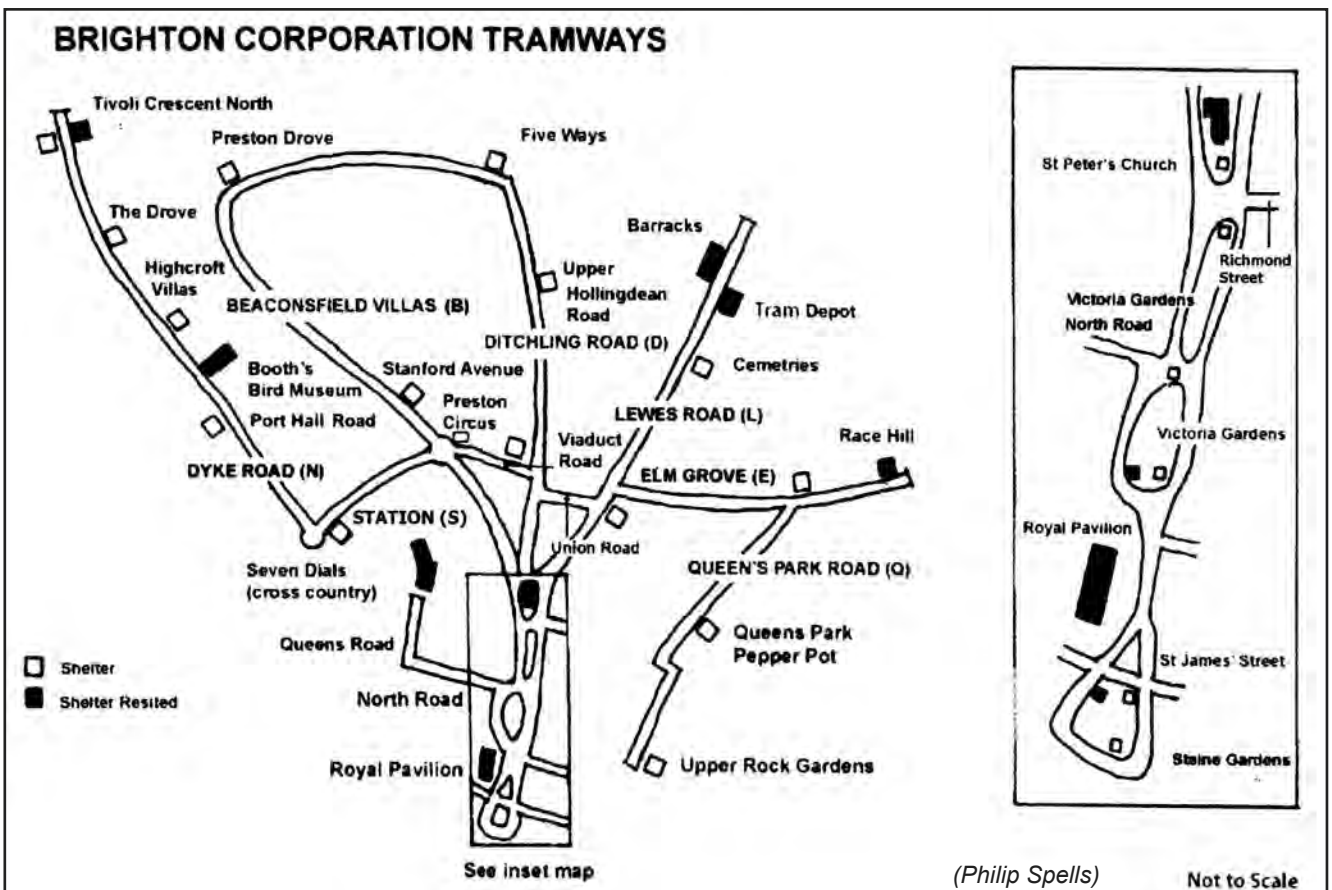 BRIGHTON CORPORATION TRAMWAYS
Tivoli Crescent North
Preston Drove
Five Ways
The Drove
Highcroft
Villas
Barracks
Upper
Hollingdean
Road
BEACONSFIELD VILLAS (B)
Tram Depot
DITCHLING ROAD (D)
Booth's
Bird Museum
Stanford Avenue
Cemetries
Preston
Circus
Port Hall Road
LEWES ROAD (L)
Race Hill
Viaduct
Road
DYKE ROAD (N)
ELM GROVE (E)
STATION (S)
Union Road
Seven Dials
(cross country)
QUEEN'S PARK ROAD (Q)
Queens Road
Queens Park
Pepper Pot
Shelter
Shelter Resited
North Road
Royal Pavilion
Upper Rock Gardens
See inset map
St Peter's Church
Richmond
Street
Victoria Gardens
North Road
Victoria Gardens
Royal Pavilion
St James' Street
Staine Gardens
(Philip Spells)
Not to Scale